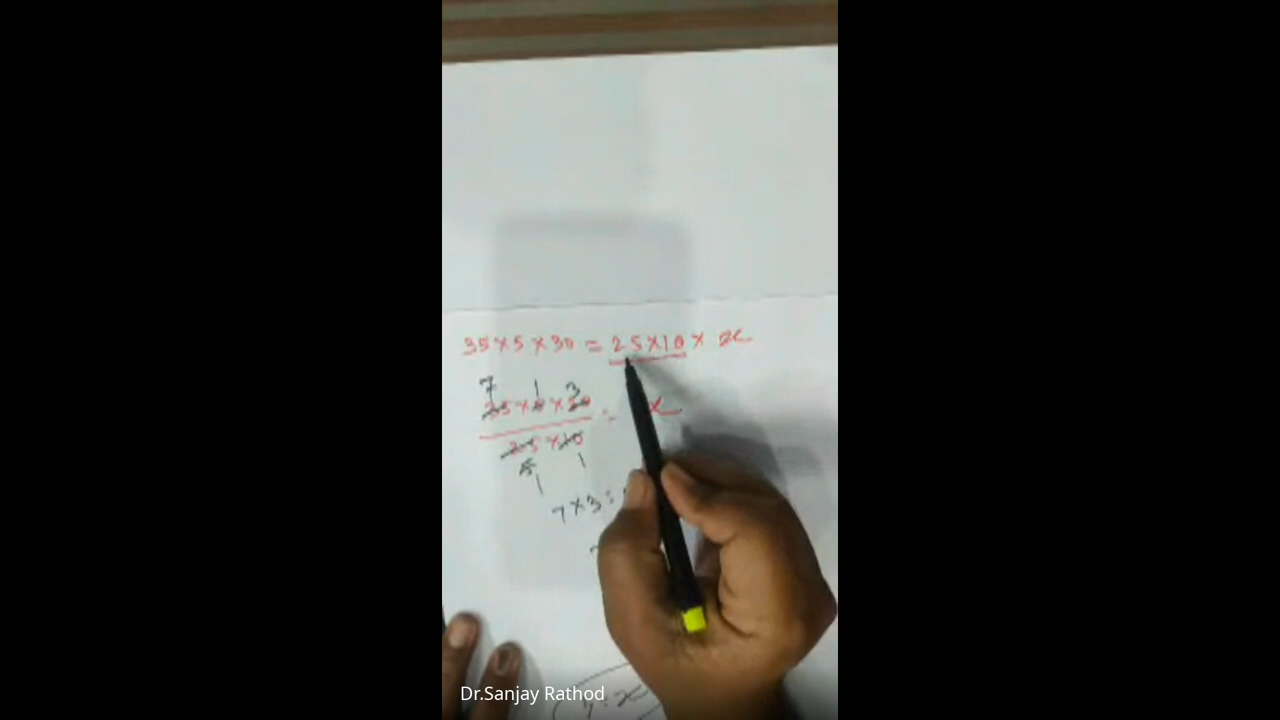 35×5×30 = 25×10× x
7 1 3
35×5×30 = x
25×10
5 1
1
7×3=
Dr.Sanjay Rathod